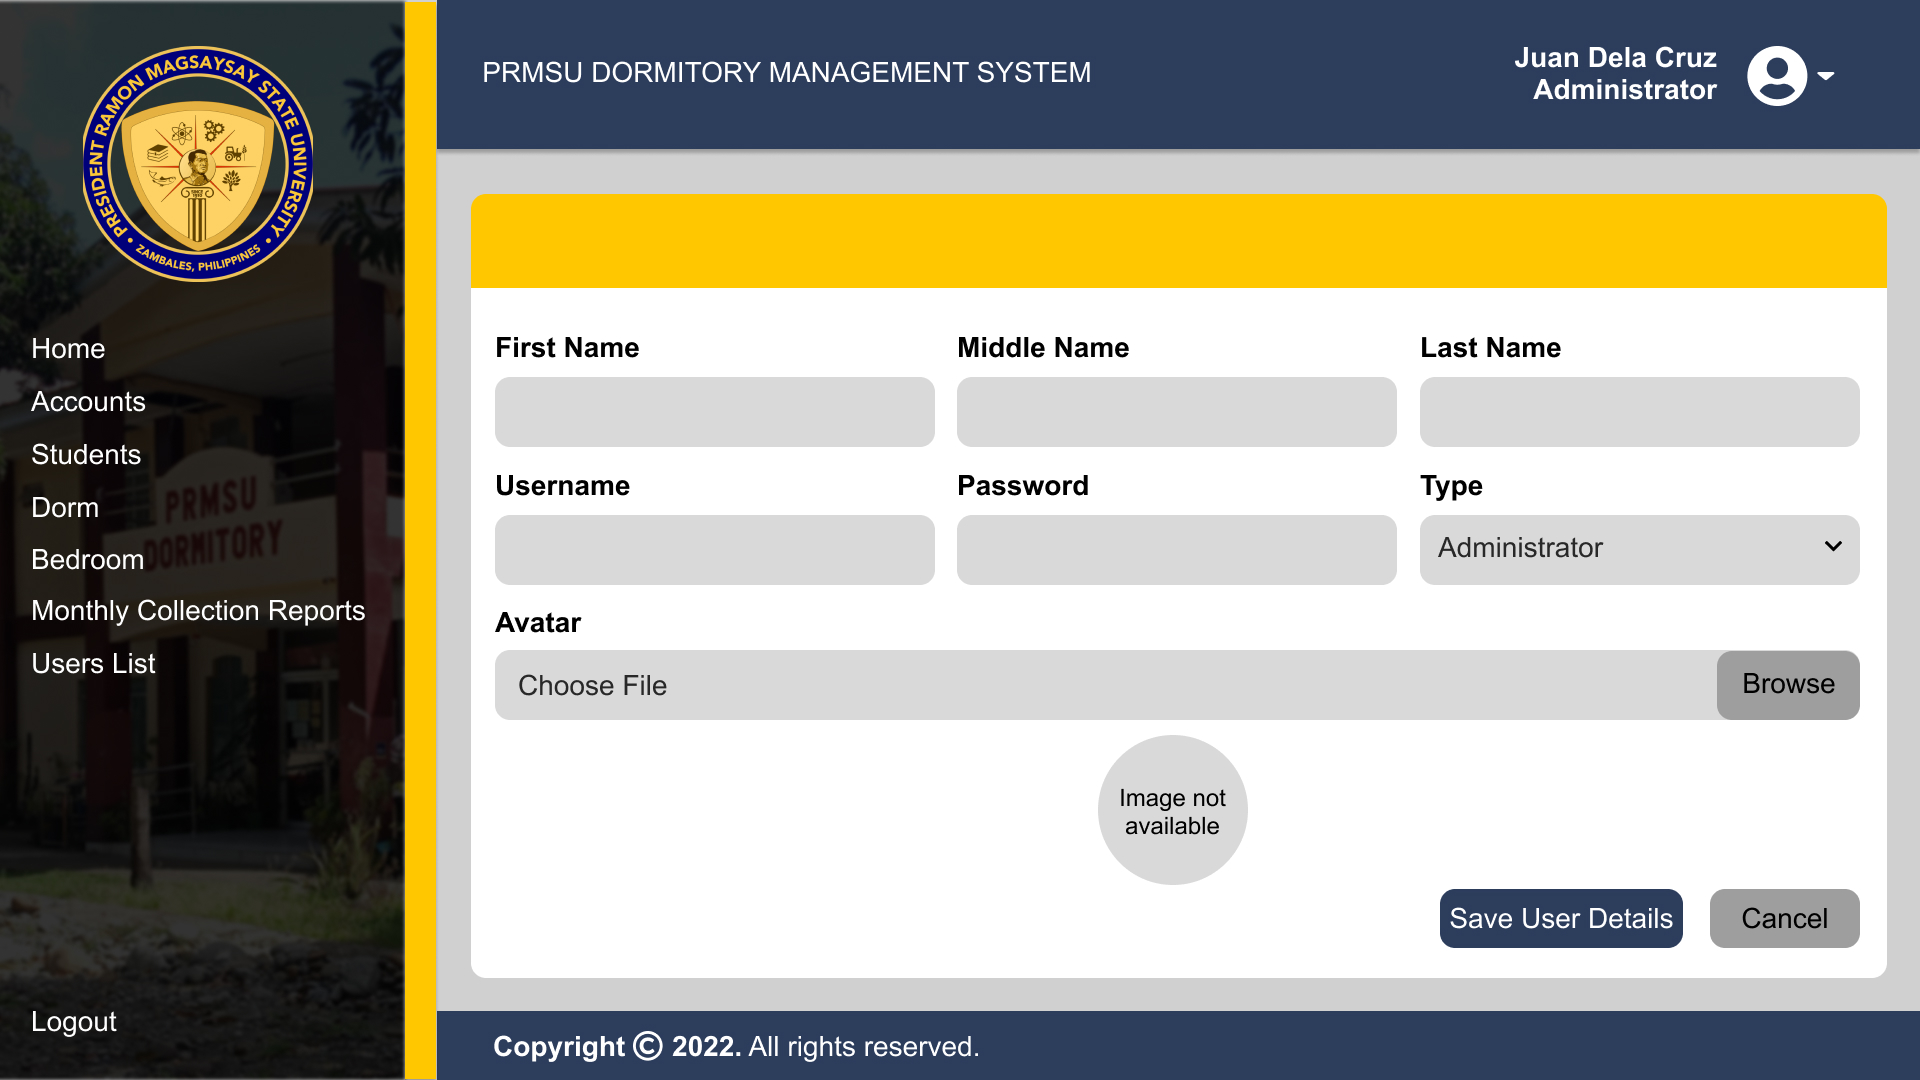 PRESIDENT RAMON MAGSAYSAY STATE UNIVERSITY
ZAMBALES, PHILIPPINES
PRMSU DORMITORY MANAGEMENT SYSTEM
Juan Dela Cruz
Administrator
Home
Accounts
Students
Dorm
Bedroom
Monthly Collection Reports
Users List
Logout
PRMSU
DORMITORY
First Name
Middle Name
Last Name
Username
Password
Type
Administrator
Avatar
Choose File
Browse
Image not
available
Save User Details
Cancel
Copyright © 2022. All rights reserved.